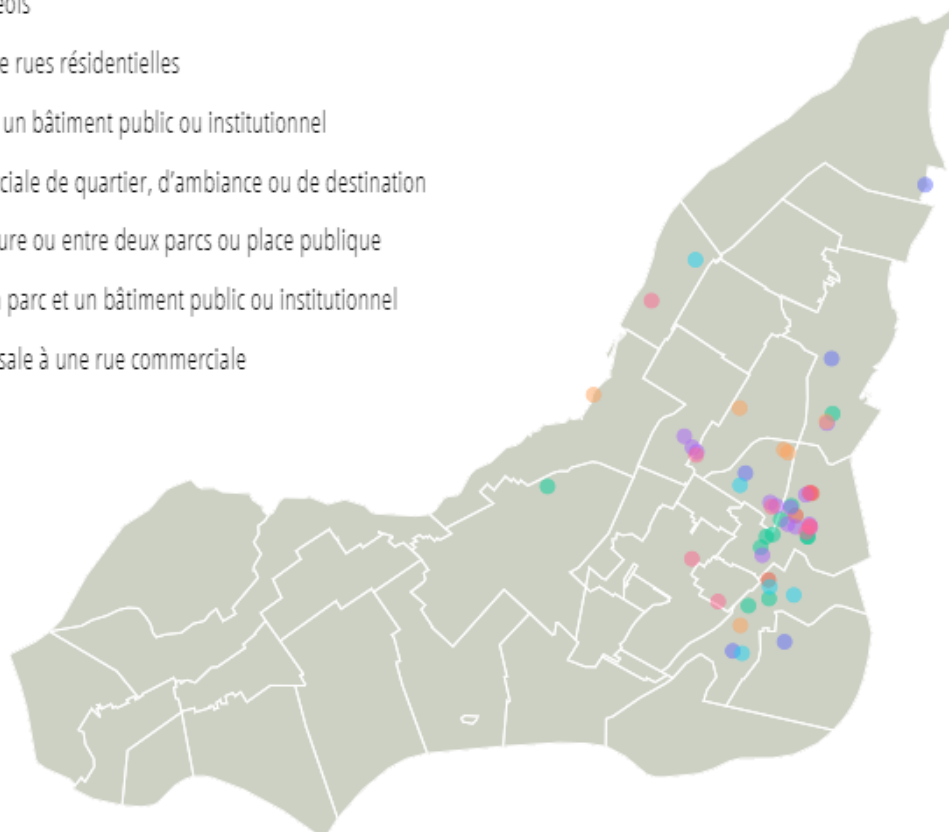 e rues résidentielles
un bâtiment public ou institutionnel
ciale de quartier, d'ambiance ou de destination
ure ou entre deux parcs ou place publique
parc et un bâtiment public ou institutionnel
sale à une rue commerciale